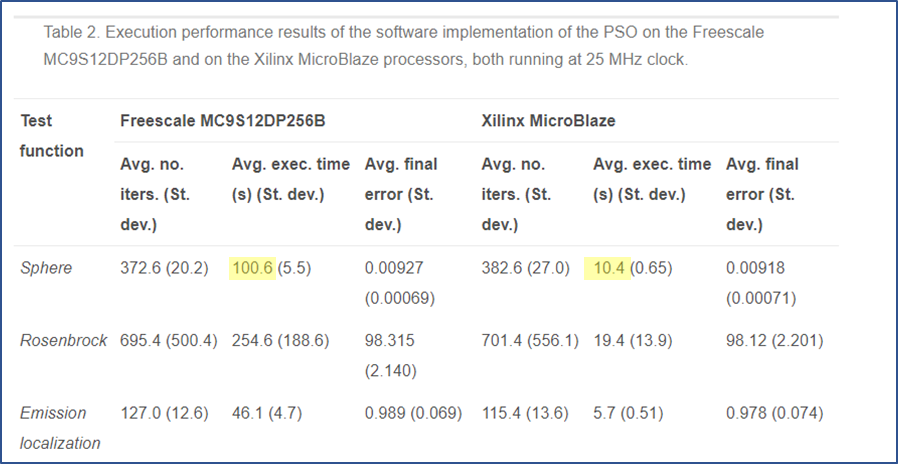 Table 2. Execution performance results of the software implementation of the PSO on the Freescale
MC9S12DP256B and on the Xilinx MicroBlaze processors, both running at 25 MHz clock.
Test Freescale MC9S12DP256B Xilinx MicroBlaze
function
Avg. no. Avg. exec. time Avg. final Avg. no. Avg. exec. time Avg. final
iters. (St. (s) (St. dev.) error (St. iters. (St. (s) (St. dev.) error (St.
dev.) dev.) dev.) dev.)
Sphere 372.6 (20.2) 100.6 (5.5) 0.00927 382.6 (27.0) 10.4 (0.65) 0.00918
(0.00069) (0.00071)
Rosenbrock 695.4 (500.4) 254.6 (188.6) 98.315 701.4 (556.1) 19.4 (13.9) 98.12 (2.201)
(2.140)
Emission 127.0 (12.6) 46.1 (4.7) 0.989 (0.069) 115.4 (13.6) 5.7 (0.51) 0.978 (0.074)
localization